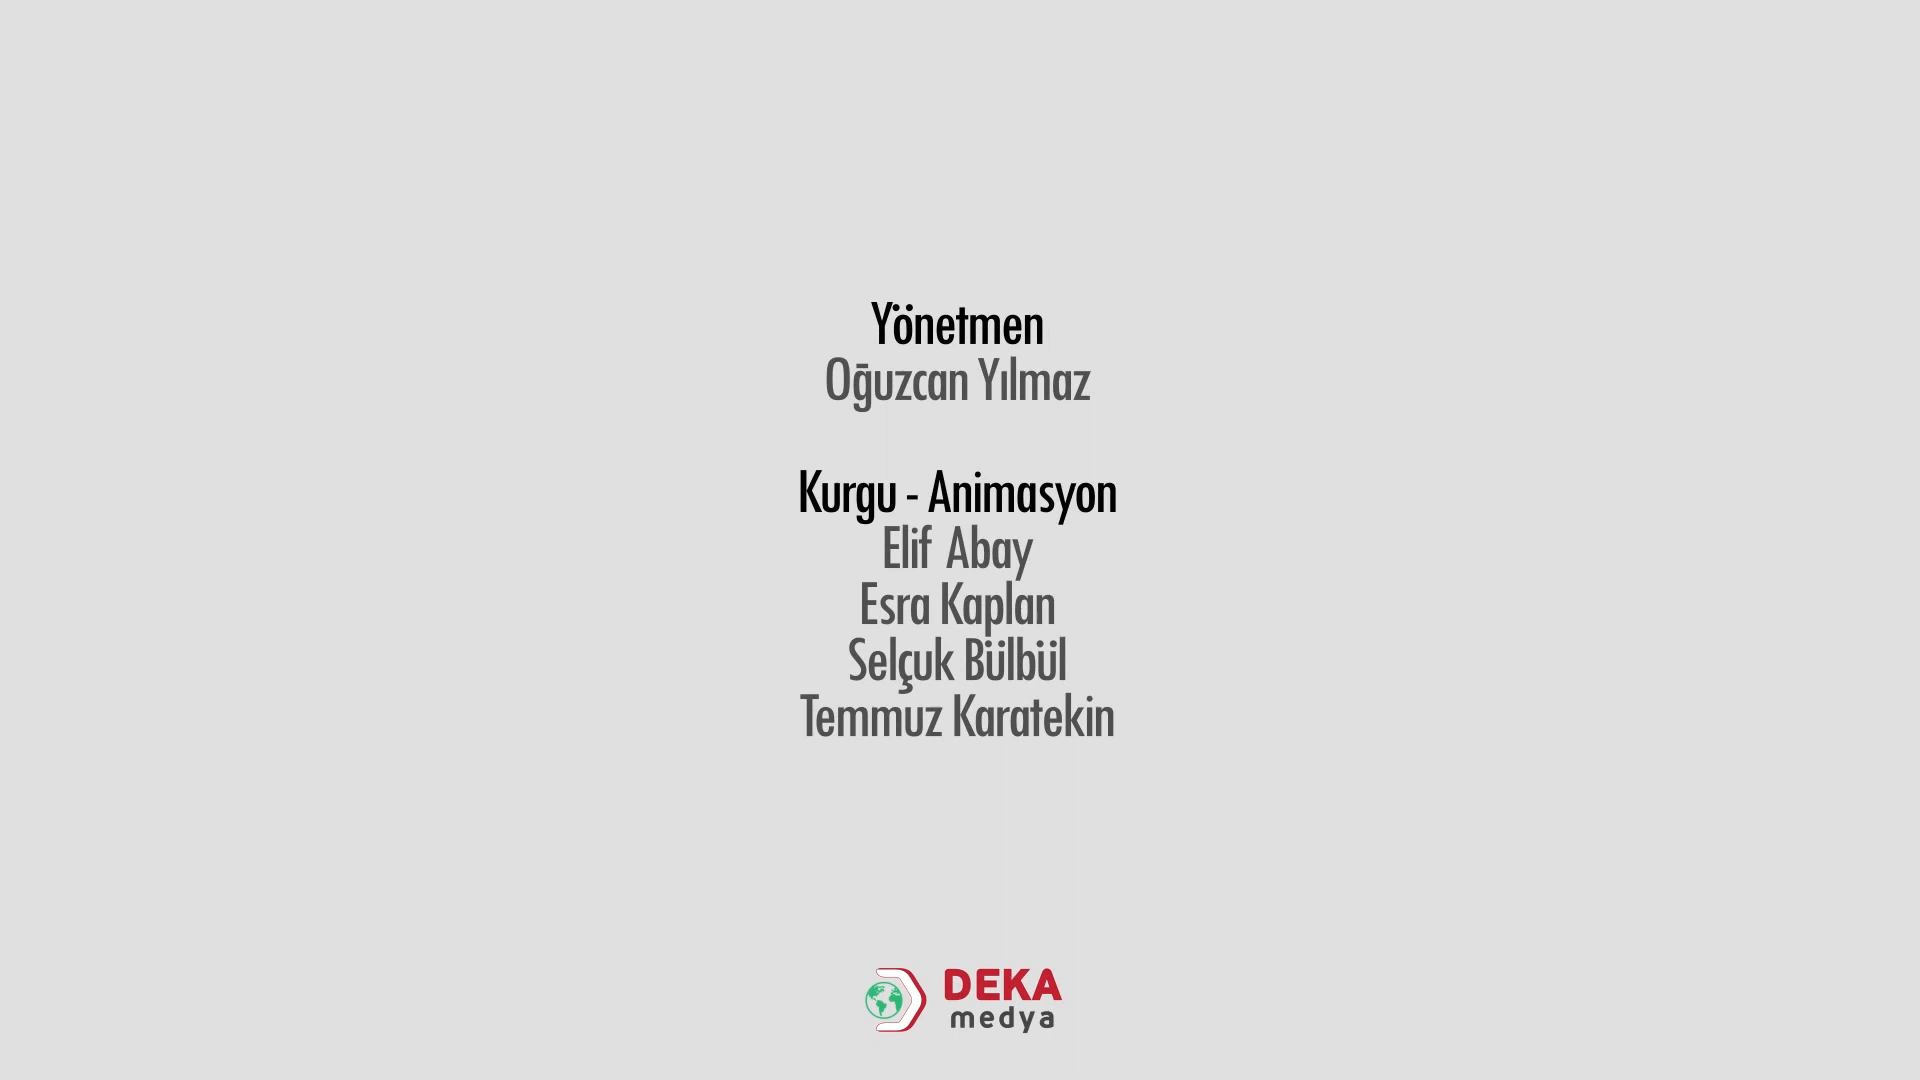 Yönetmen
Oğuzcan Yılmaz
Kurgu - Animasyon
Elif Abay
Esra Kaplan
Selçuk Bülbül
Temmuz Karatekin
DEKA
medya